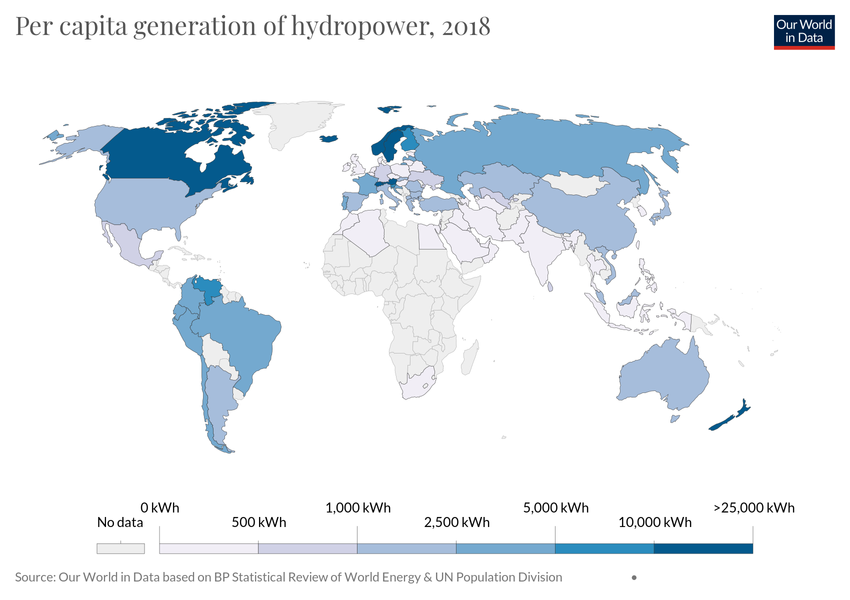 Per capita generation of hydropower, 2018
Our World
in Data
0 kWh
1,000 kWh
5,000 kWh
>25,000 kWh
No data
500 kWh
2,500 kWh
10,000 kWh
Source: Our World in Data based on BP Statistical Review of World Energy & UN Population Division